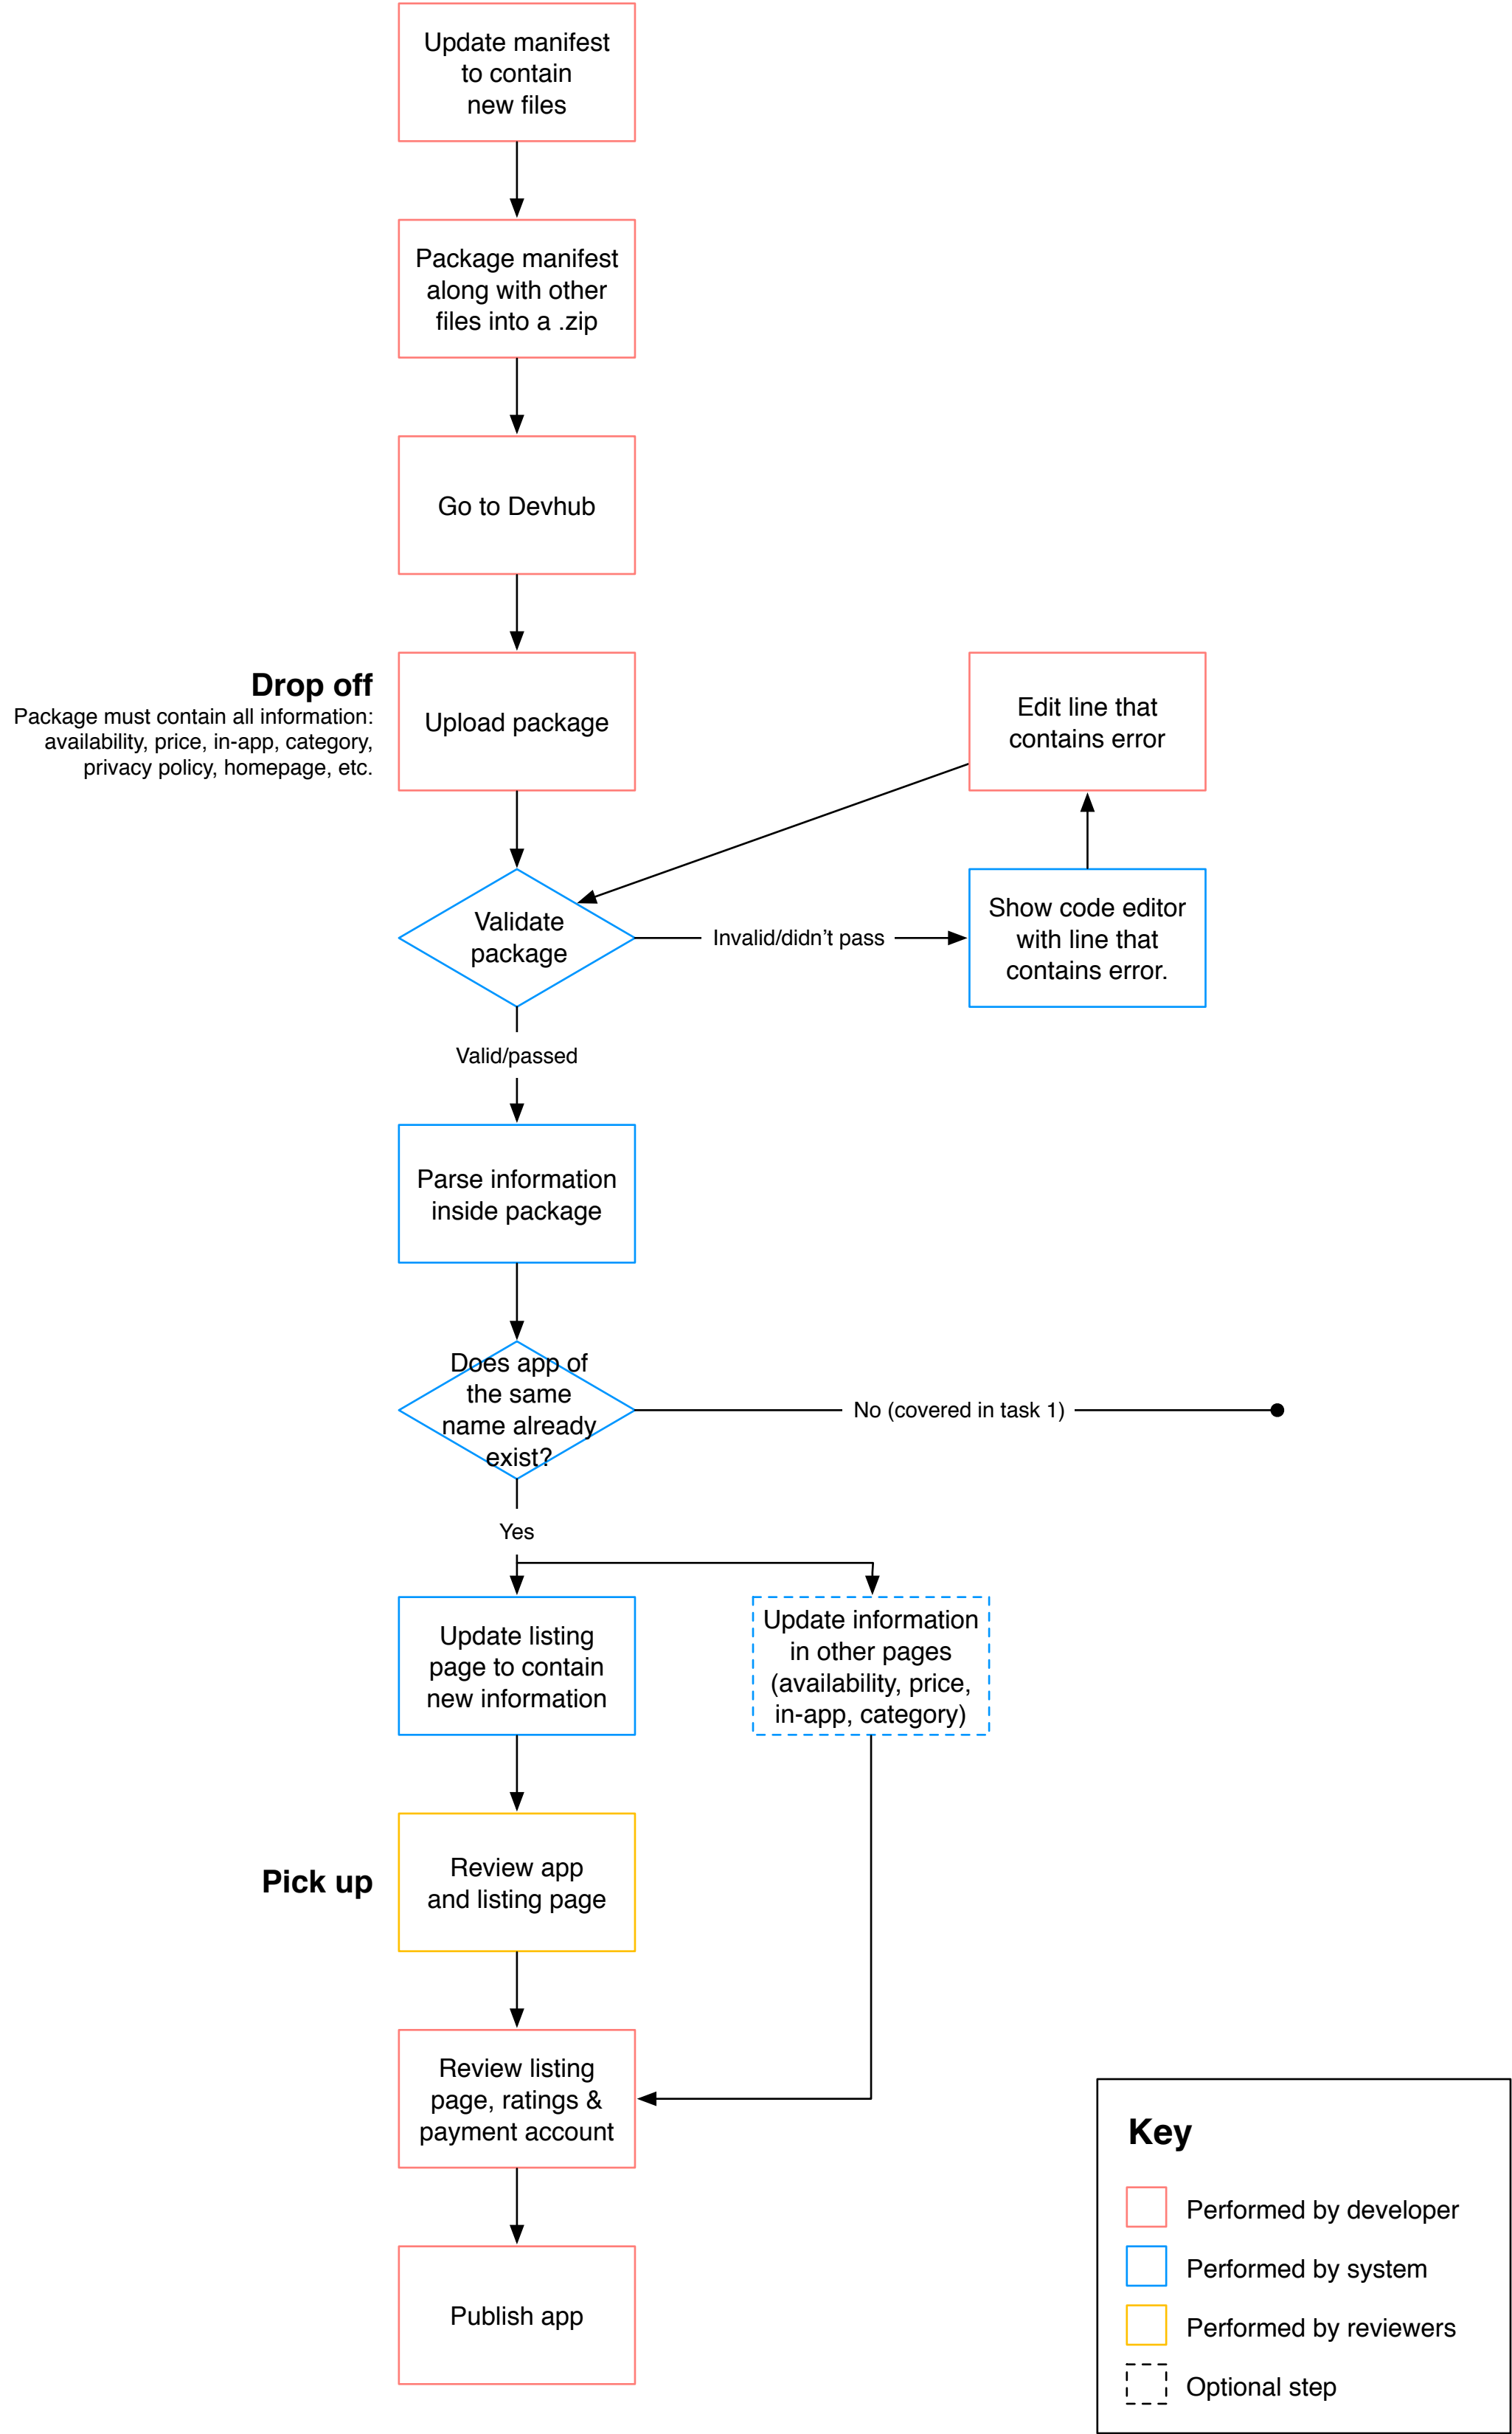 Update manifest
to contain
new files
Package manifest
along with other
files into a .zip
Go to Devhub
Drop off
Package must contain all information:
availability, price, in-app, category,
privacy policy, homepage, etc.
Upload package
Edit line that
contains error
Validate
package
Invalid/didn’t pass
Show code editor
with line that
contains error.
Valid/passed
Parse information
inside package
Does app of
the same
name already
exist?
No (covered in task 1)
Yes
Update listing
page to contain
new information
Update information
in other pages
(availability, price,
in-app, category)
Pick up
Review app
and listing page
Review listing
page, ratings &
payment account
Publish app
Key
Performed by developer
Performed by system
Performed by reviewers
Optional step